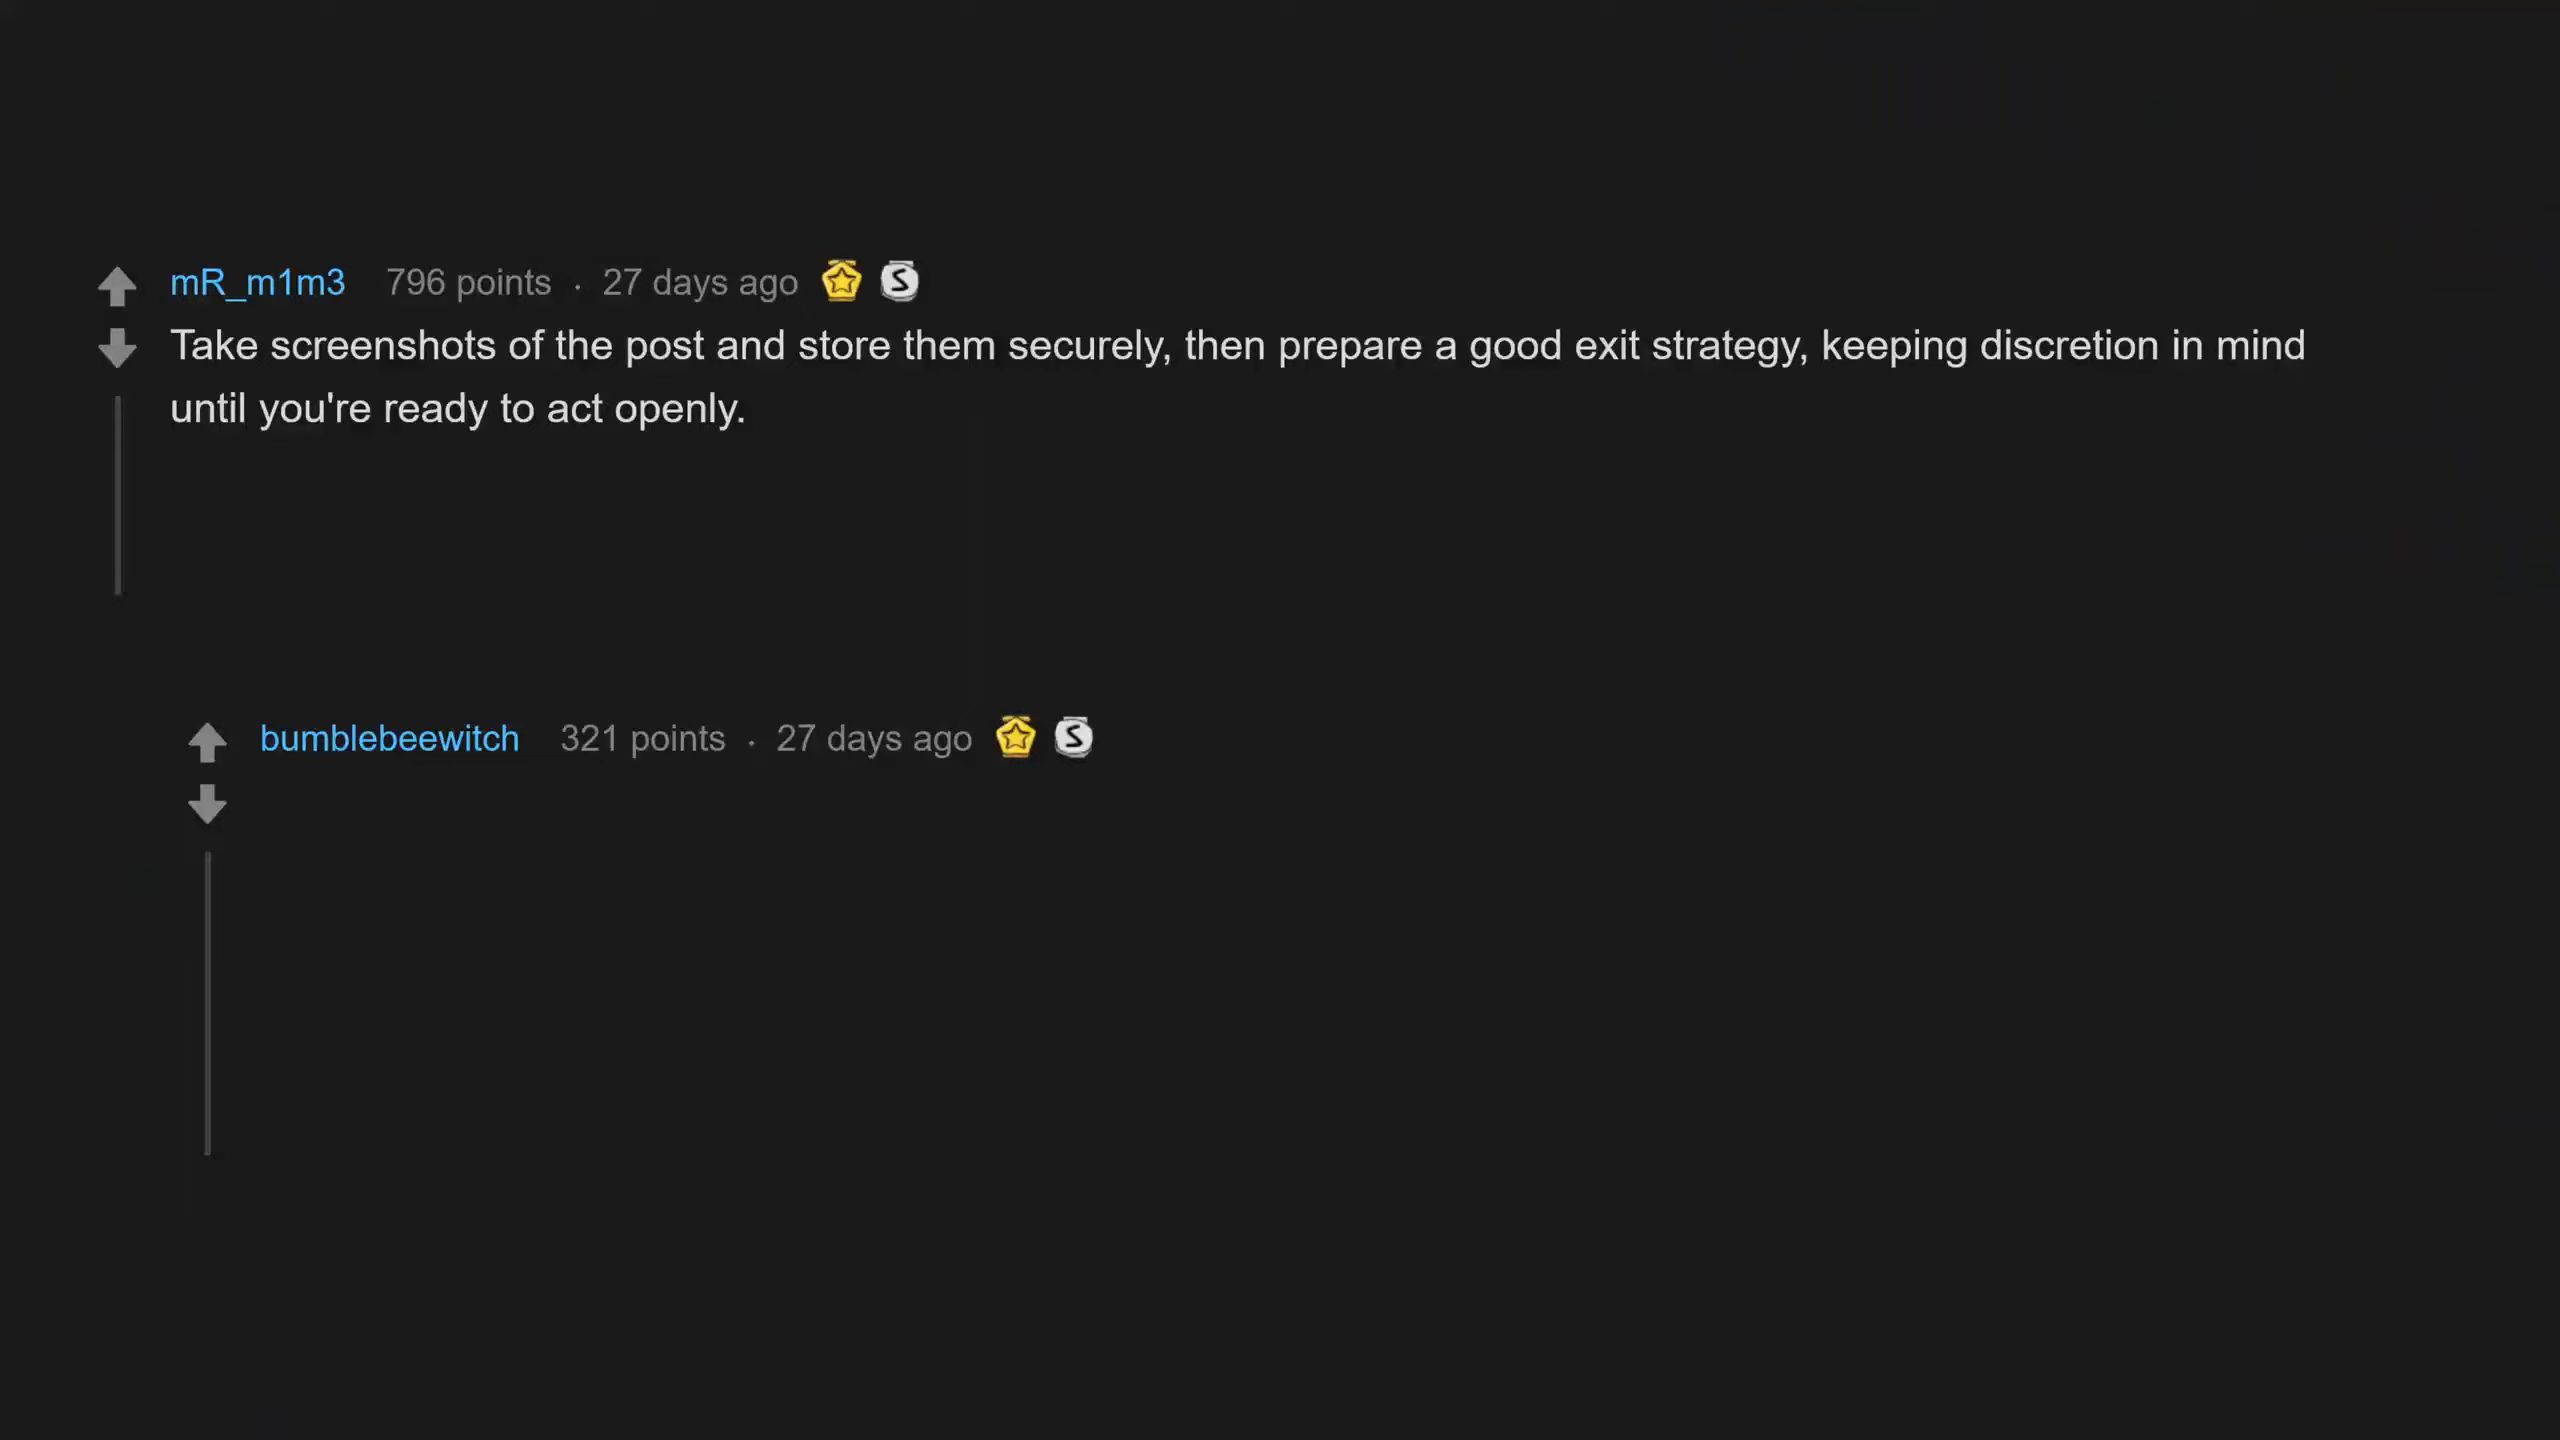 mR_m1m3 796 points · 27 days ago S
Take screenshots of the post and store them securely, then prepare a good exit strategy, keeping discretion in mind
until you're ready to act openly.
bumblebeewitch 321 points · 27 days ago S